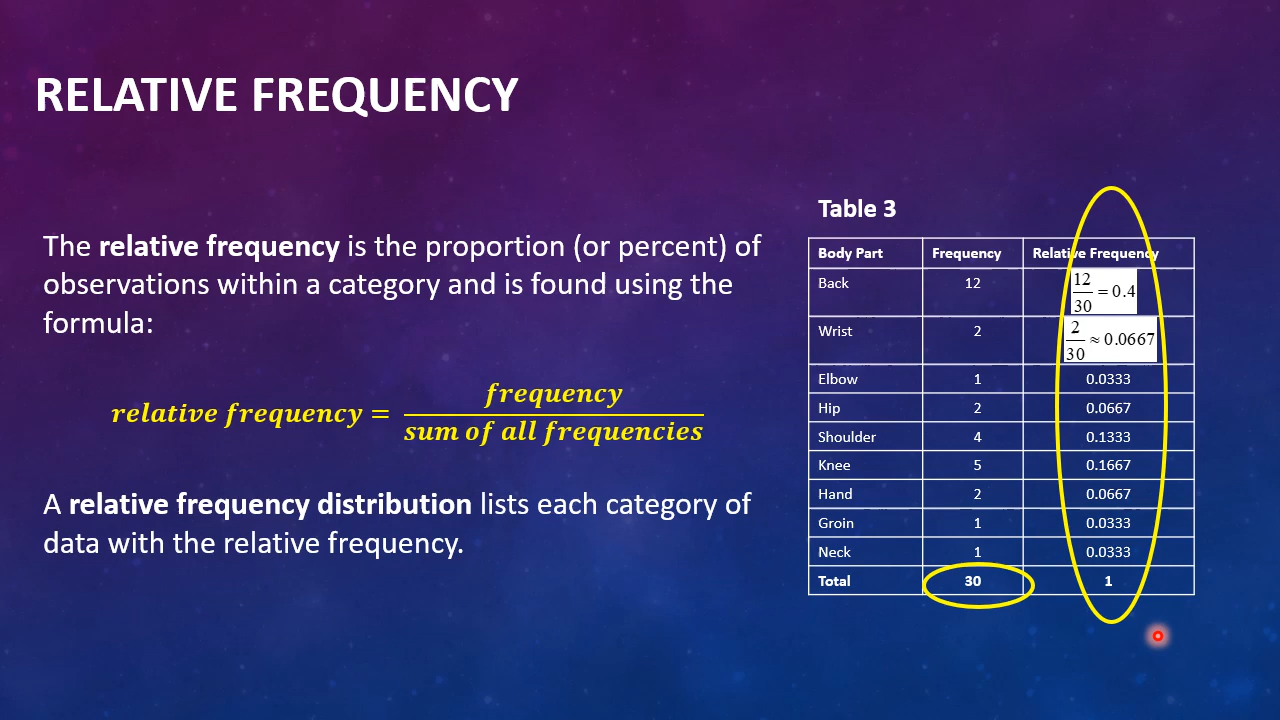 RELATIVE FREQUENCY
The relative frequency is the proportion (or percent) of
observations within a category and is found using the
formula:
relative frequency = frequency / sum of all frequencies
A relative frequency distribution lists each category of
data with the relative frequency.
Table 3
Body Part Frequency Relative Frequency
Back 12 12/30 = 0.4
Wrist 2 2/30 ≈ 0.0667
Elbow 1 0.0333
Hip 2 0.0667
Shoulder 4 0.1333
Knee 5 0.1667
Hand 2 0.0667
Groin 1 0.0333
Neck 1 0.0333
Total 30 1